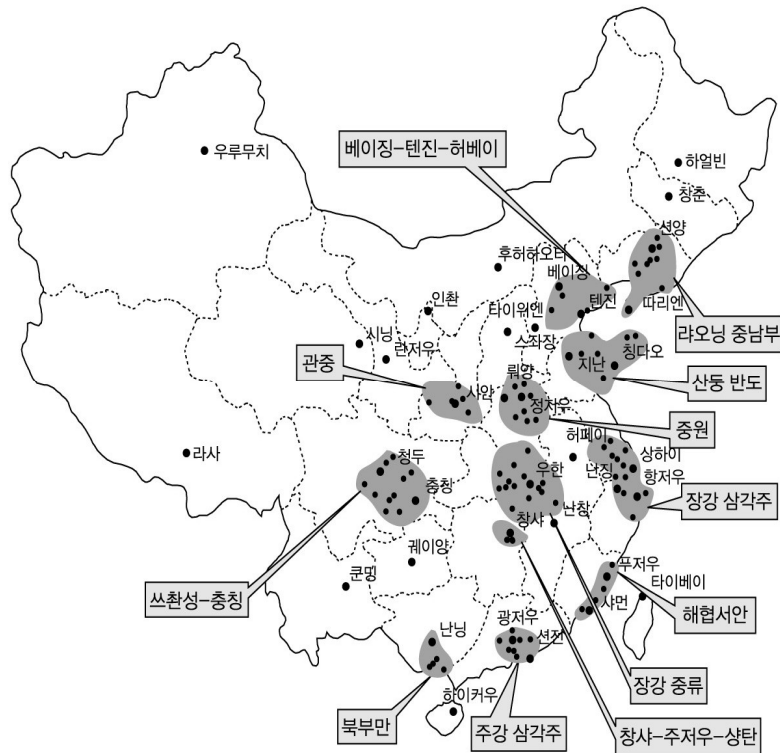 베이징-텐진-허베이
하얼빈
우루무치
창춘
션양
후허하오터
베이징
텐진
따리엔
인촨
타이위엔
랴오닝 중남부
스좌장
시닝
란저우
칭다오
지난
관중
뤄양
산둥 반도
시안
정저우
중원
허페이
상하이
라사
청두
우한
난징
항저우
충칭
장강 삼각주
창샤
난창
궤이양
푸저우
쿤밍
타이베이
쓰촨성-충칭
샤먼
해협서안
광저우
난닝
션전
장강 중류
하이커우
북부만
주강 삼각주
창샤-주저우-샹탄